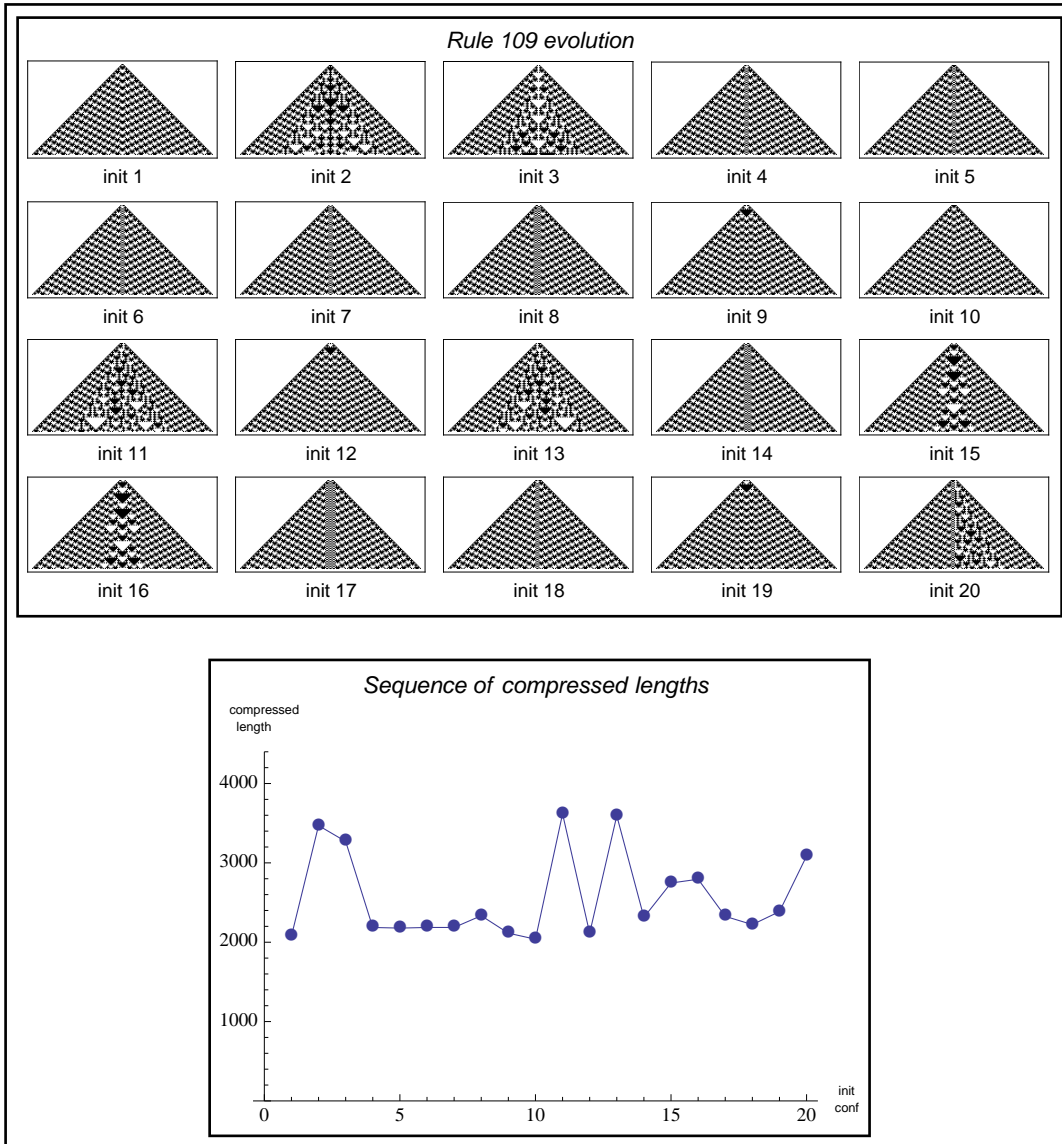 Rule 109 evolution
init 1 init 2 init 3 init 4 init 5
init 6 init 7 init 8 init 9 init 10
init 11 init 12 init 13 init 14 init 15
init 16 init 17 init 18 init 19 init 20
Sequence of compressed lengths
compressed
length
4000
3000
2000
1000
0 5 10 15 20
init
conf